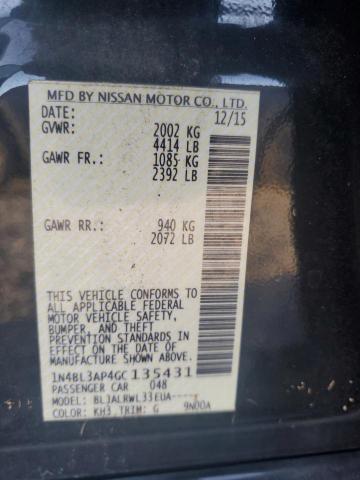 MFD BY NISSAN MOTOR CO., LTD.
DATE: 12/15
GVWR: 2002 KG
4414 LB
GAWR FR.: 1085 KG
2392 LB
GAWR RR.: 940 KG
2072 LB
THIS VEHICLE CONFORMS TO
ALL APPLICABLE FEDERAL
MOTOR VEHICLE SAFETY,
BUMPER, AND THEFT
PREVENTION STANDARDS IN
EFFECT ON THE DATE OF
MANUFACTURE SHOWN ABOVE.
1N4BL3AP4GC135431
PASSENGER CAR 048
MODEL: BLJALRWL33EUA-----
COLOR: KH3 TRIM: G 9N00A